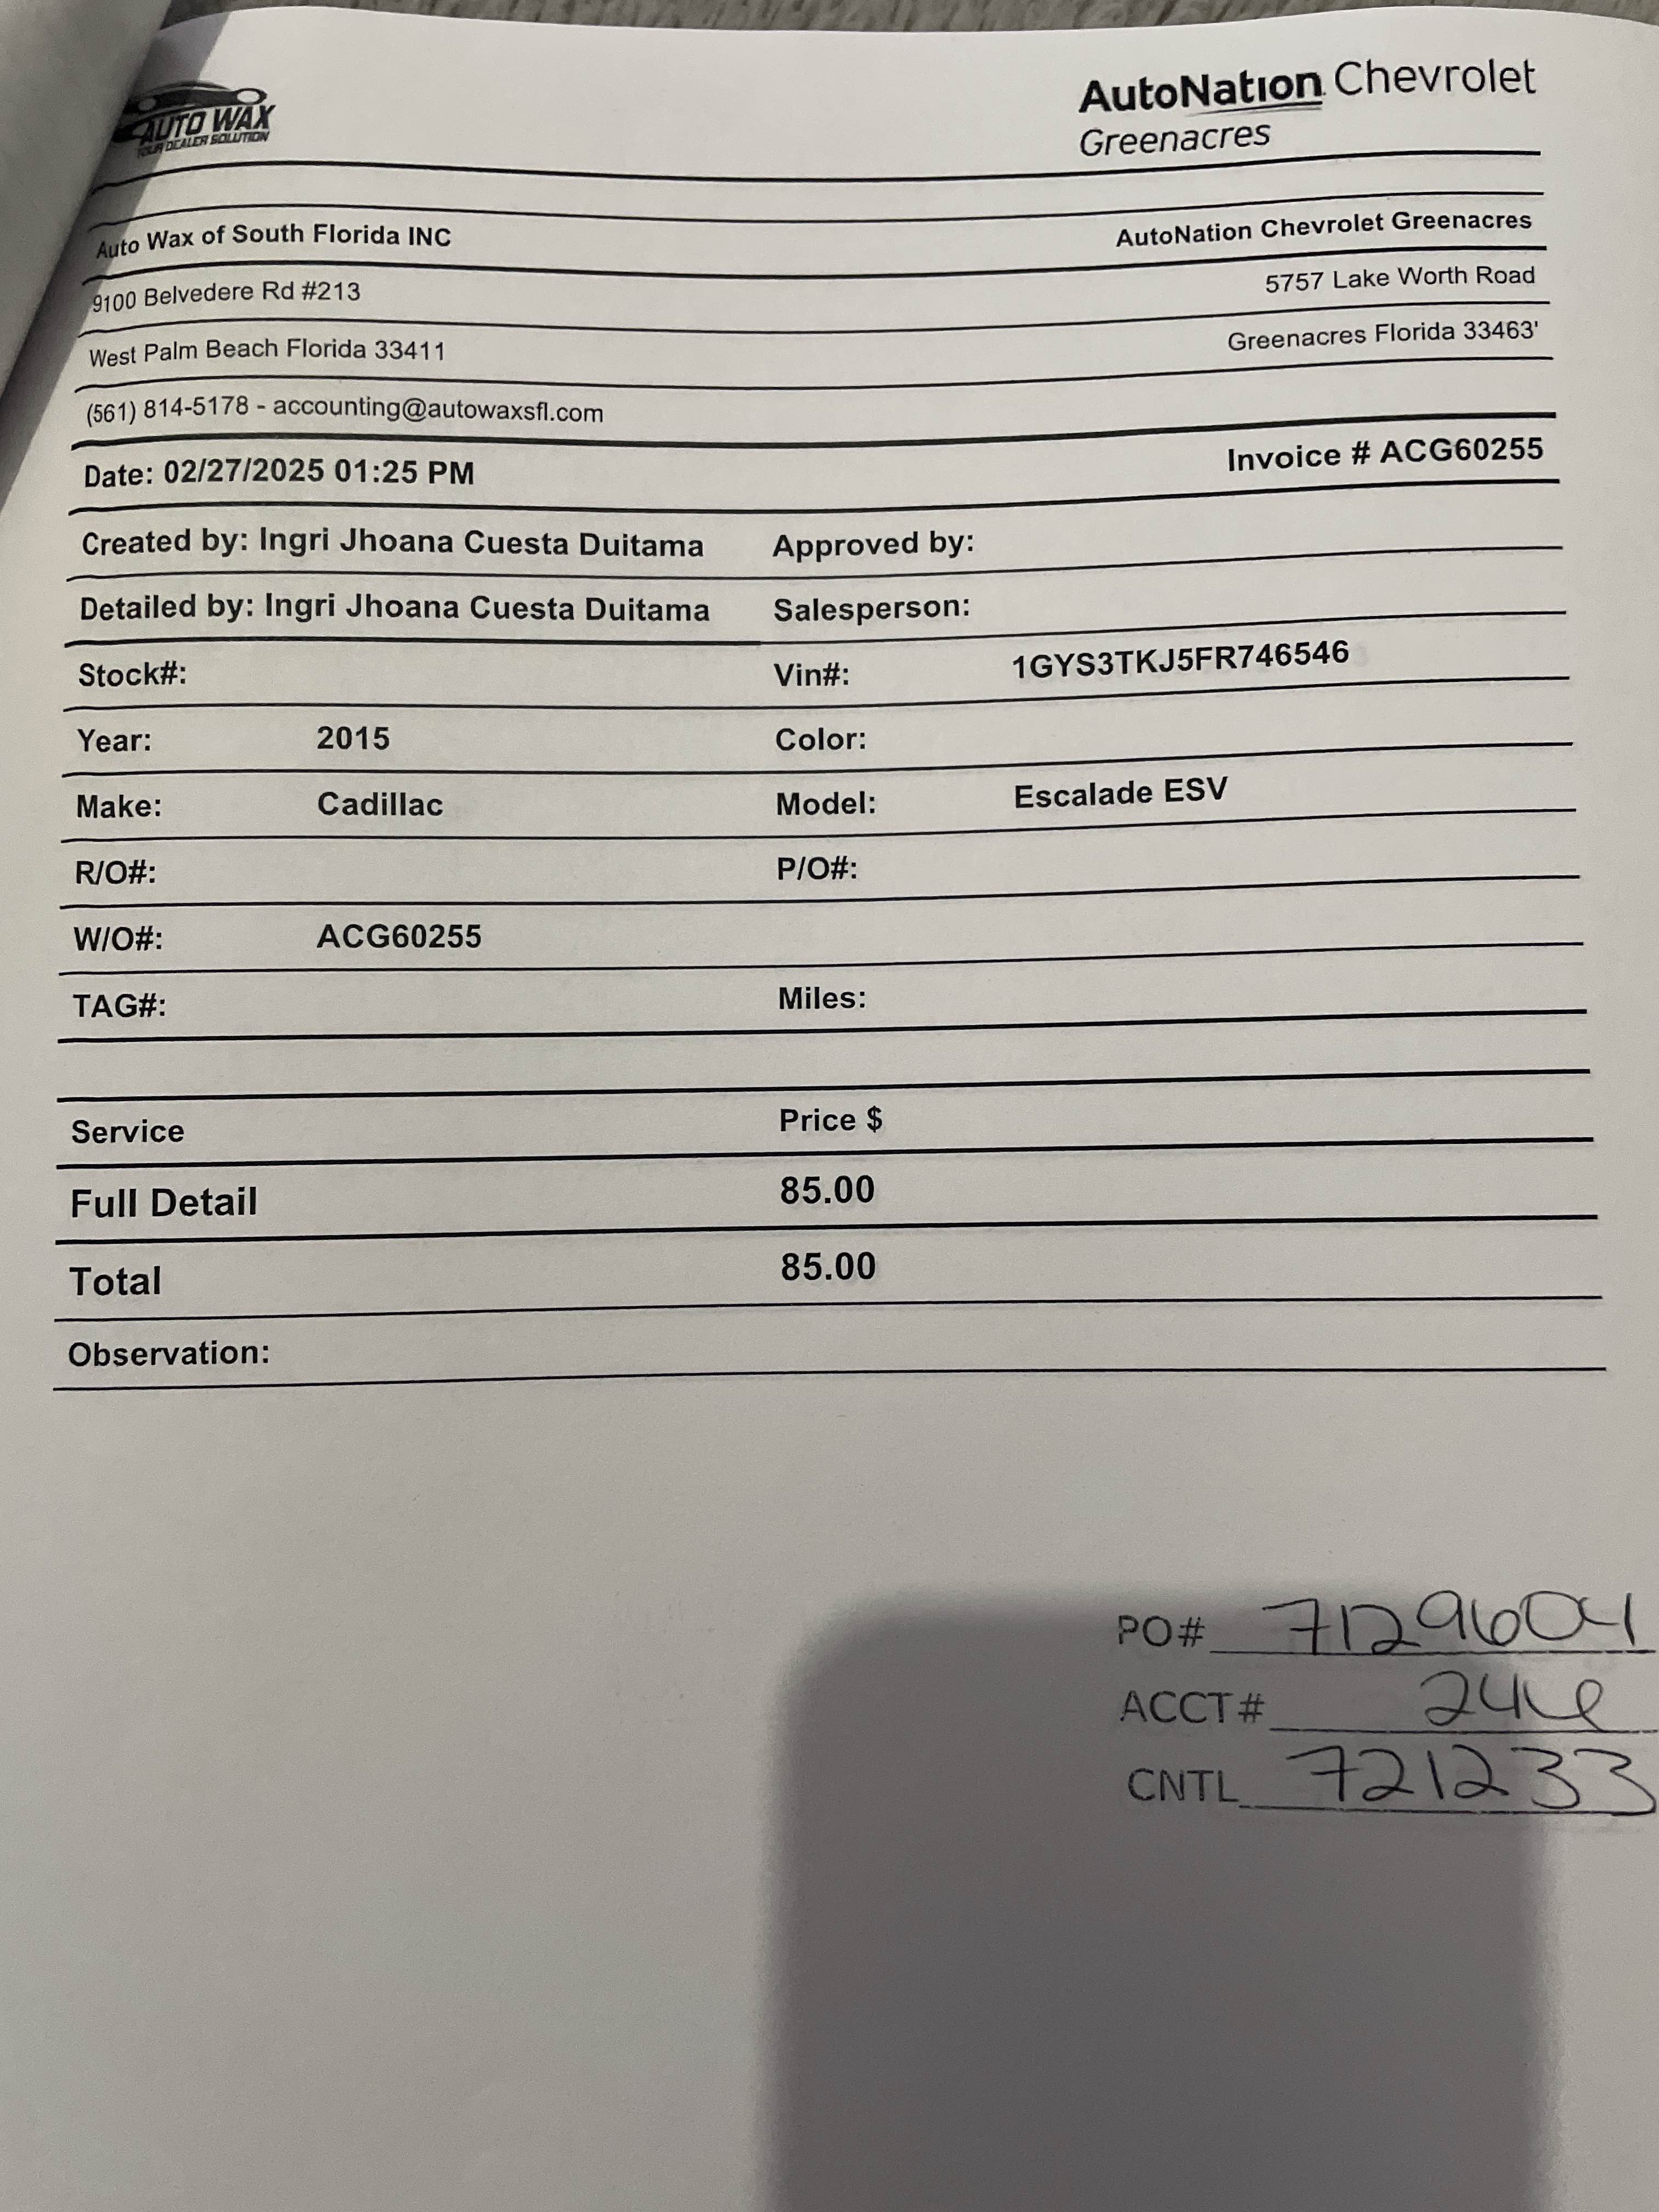 AUTO WAX
YOUR DEALER SOLUTION
AutoNation Chevrolet
Greenacres
Auto Wax of South Florida INC
AutoNation Chevrolet Greenacres
9100 Belvedere Rd #213
5757 Lake Worth Road
West Palm Beach Florida 33411
Greenacres Florida 33463'
(561) 814-5178 - accounting@autowaxsfl.com
Date: 02/27/2025 01:25 PM
Invoice # ACG60255
Created by: Ingri Jhoana Cuesta Duitama
Approved by:
Detailed by: Ingri Jhoana Cuesta Duitama
Salesperson:
Stock#:
Vin#: 1GYS3TKJ5FR746546
Year: 2015
Color:
Make: Cadillac
Model: Escalade ESV
R/O#:
P/O#:
W/O#: ACG60255
TAG#:
Miles:
Service Price $
Full Detail 85.00
Total 85.00
Observation:
PO# 7129604
ACCT# 246
CNTL 721233